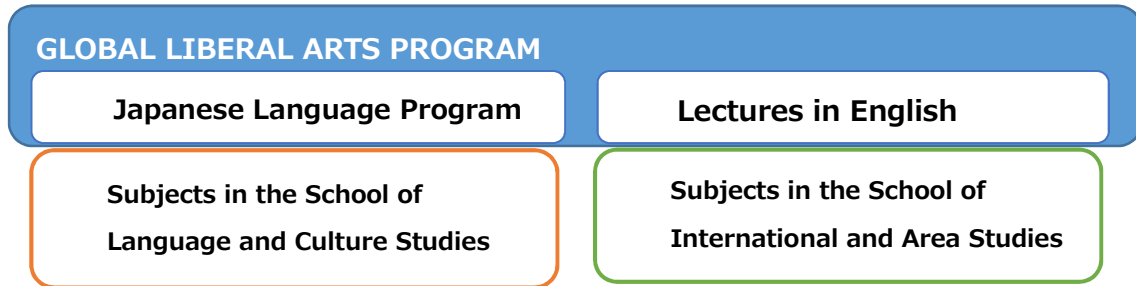 GLOBAL LIBERAL ARTS PROGRAM
Japanese Language Program
Lectures in English
Subjects in the School of
Language and Culture Studies
Subjects in the School of
International and Area Studies